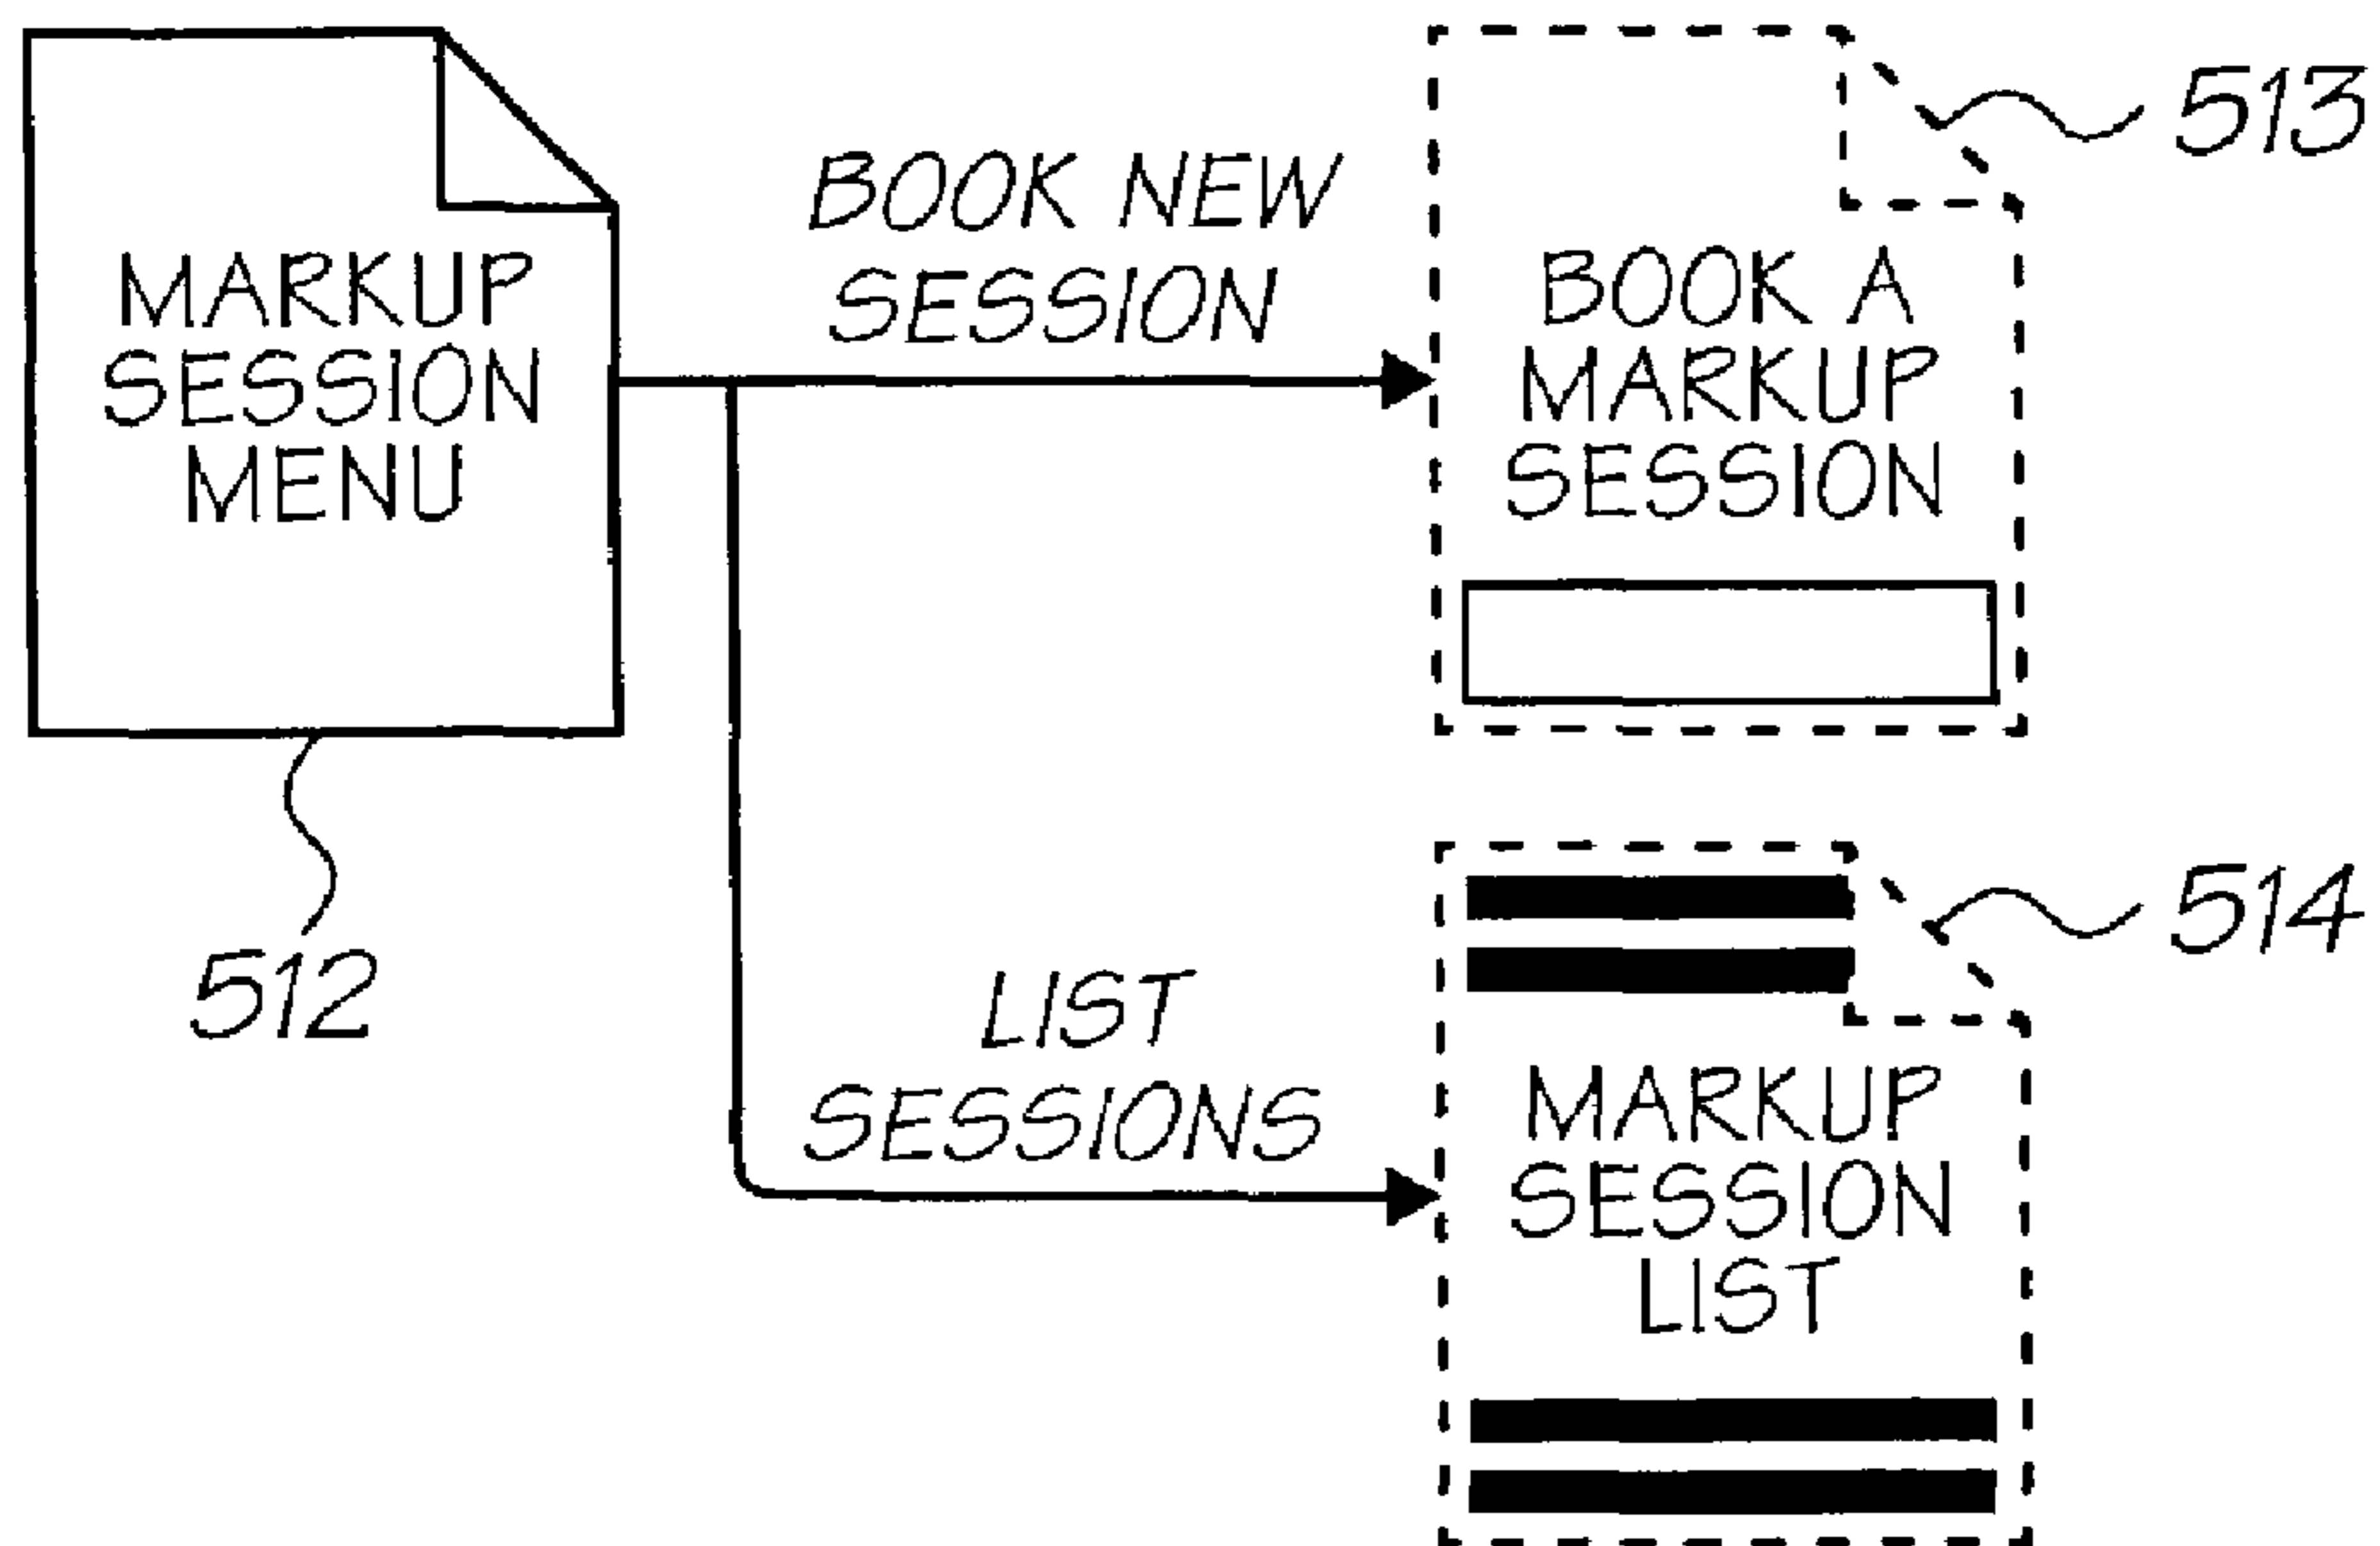 MARKUP
SESSION
MENU
512
BOOK NEW
SESSION
BOOK A
MARKUP
SESSION
513
LIST
SESSIONS
MARKUP
SESSION
LIST
514